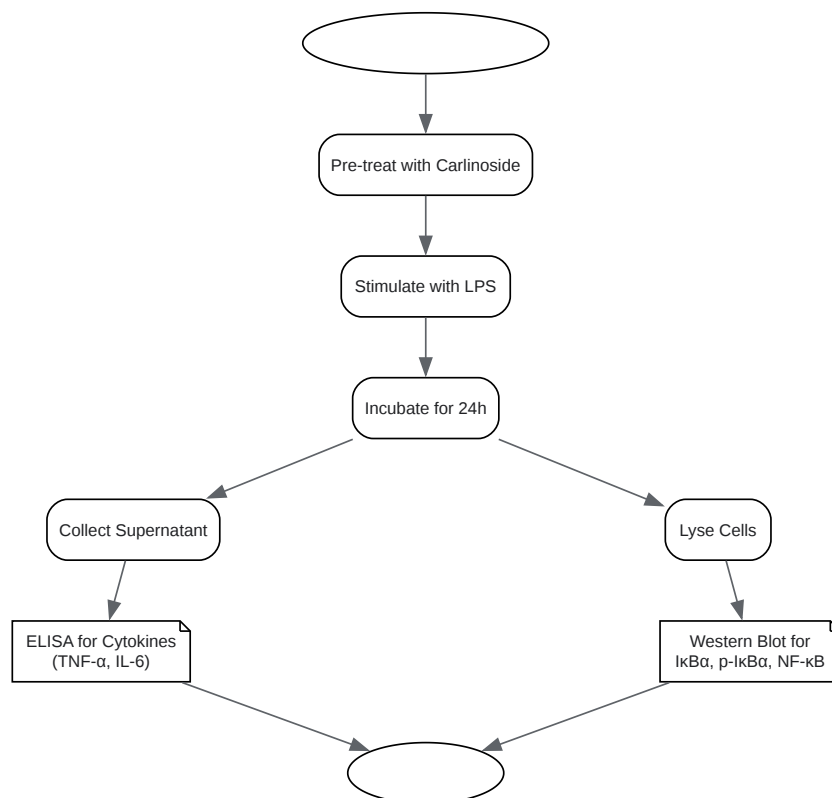 Pre-treat with Carlinoside
Stimulate with LPS
Incubate for 24h
Collect Supernatant
Lyse Cells
ELISA for Cytokines
(TNF-α, IL-6)
Western Blot for
IκBα, p-IκBα, NF-κB